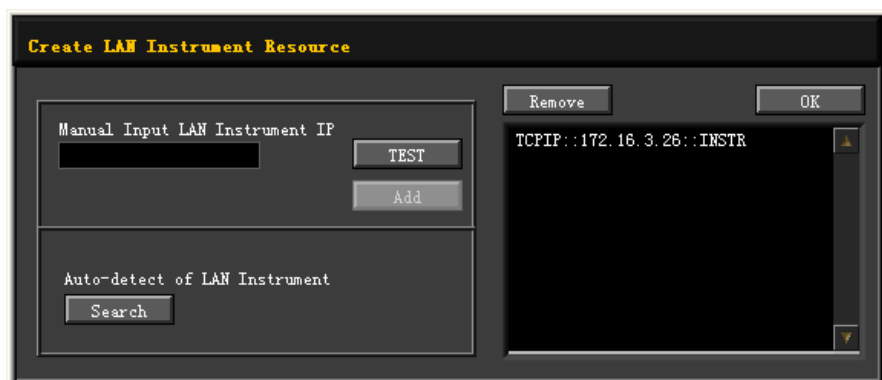 Create LAN Instrument Resource
Manual Input LAN Instrument IP
TEST
Add
Auto-detect of LAN Instrument
Search
Remove
OK
TCPIP::172.16.3.26::INSTR